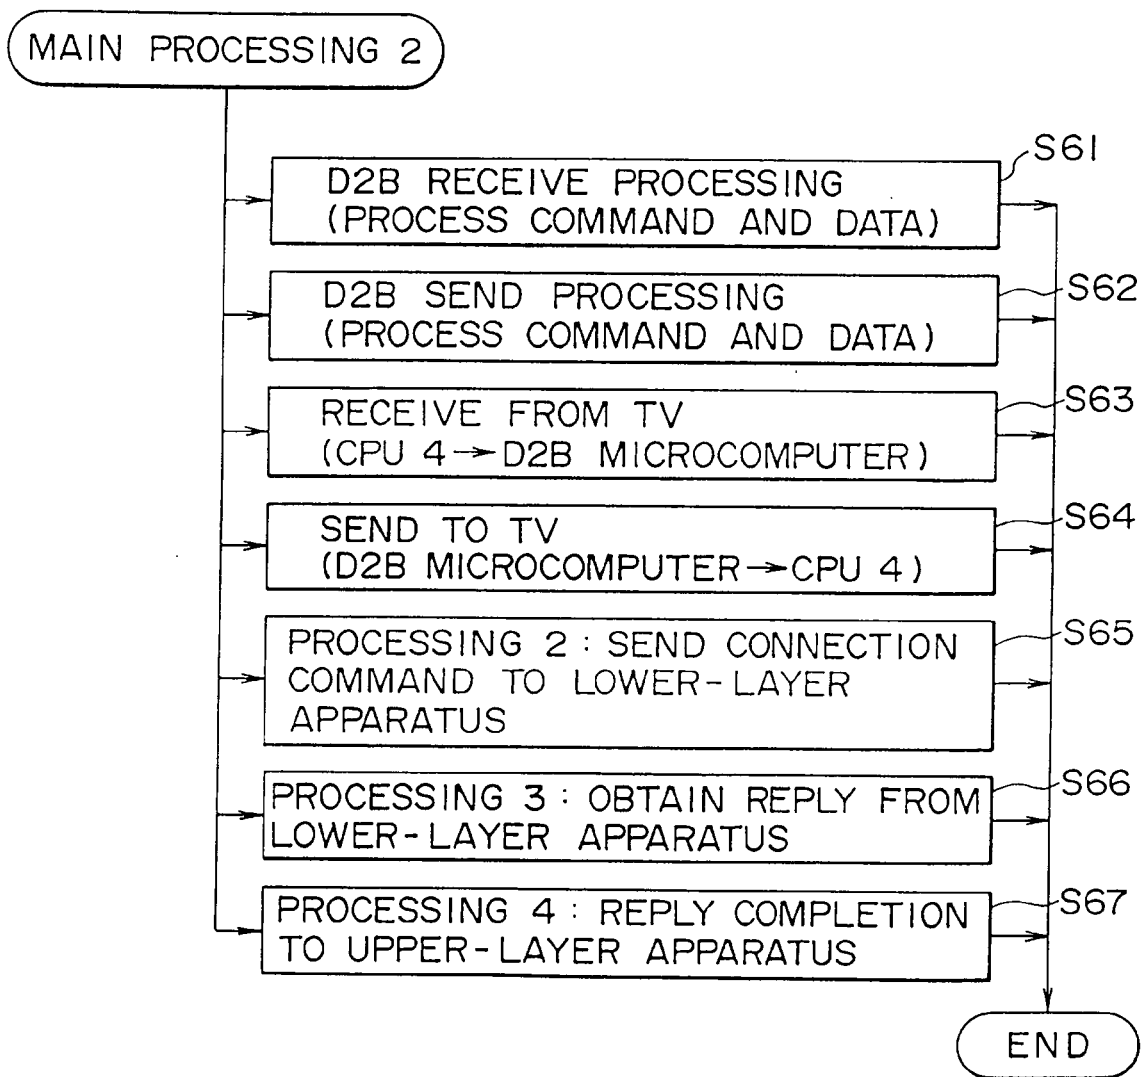 MAIN PROCESSING 2
S61
D2B RECEIVE PROCESSING
(PROCESS COMMAND AND DATA)
S62
D2B SEND PROCESSING
(PROCESS COMMAND AND DATA)
S63
RECEIVE FROM TV
(CPU 4→D2B MICROCOMPUTER)
S64
SEND TO TV
(D2B MICROCOMPUTER→CPU 4)
S65
PROCESSING 2 : SEND CONNECTION
COMMAND TO LOWER-LAYER
APPARATUS
S66
PROCESSING 3 : OBTAIN REPLY FROM
LOWER-LAYER APPARATUS
S67
PROCESSING 4 : REPLY COMPLETION
TO UPPER-LAYER APPARATUS
END